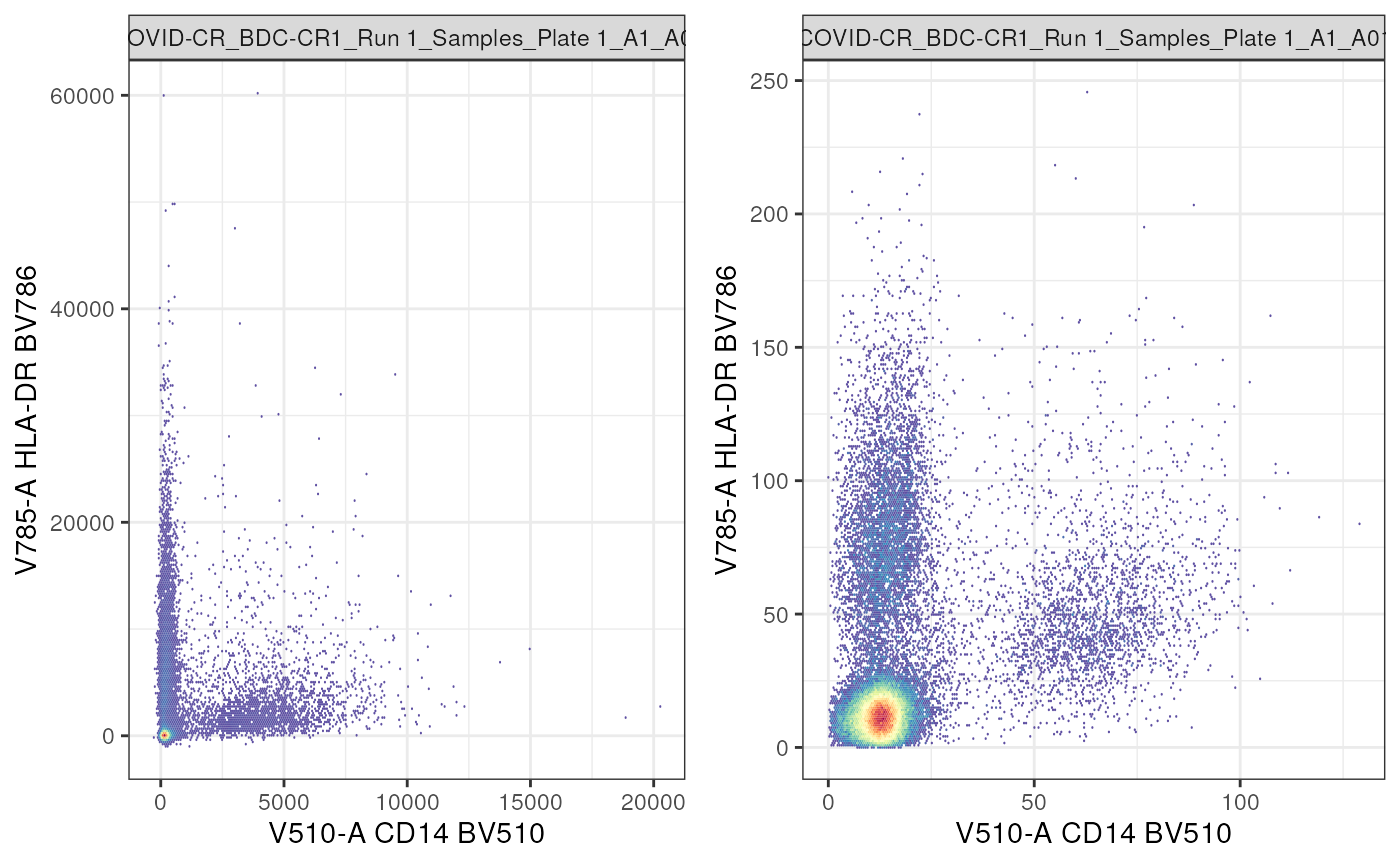 OVID-CR_BDC-CR1_Run 1_Samples_Plate 1_A1_A0
60000
40000
20000
0
V785-A HLA-DR BV786
0 5000 10000 15000 20000
V510-A CD14 BV510
COVID-CR_BDC-CR1_Run 1_Samples_Plate 1_A1_A01
250
200
150
100
50
0
V785-A HLA-DR BV786
0 50 100
V510-A CD14 BV510